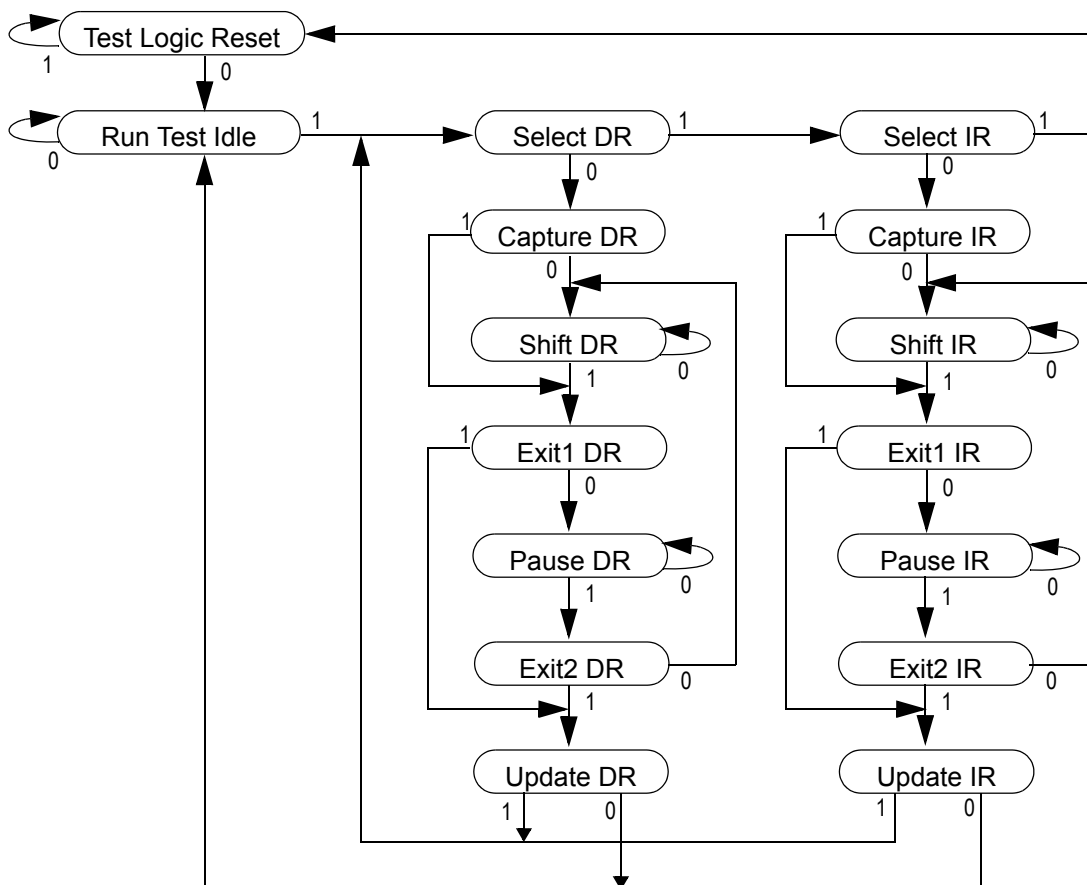 Test Logic Reset
1
0
Run Test Idle
1
Select DR
1
Select IR
1
0
0
0
1
Capture DR
1
Capture IR
0
0
Shift DR
0
Shift IR
0
1
1
1
Exit1 DR
1
Exit1 IR
0
0
Pause DR
0
Pause IR
0
1
1
Exit2 DR
0
Exit2 IR
0
1
1
Update DR
Update IR
1
0
1
0